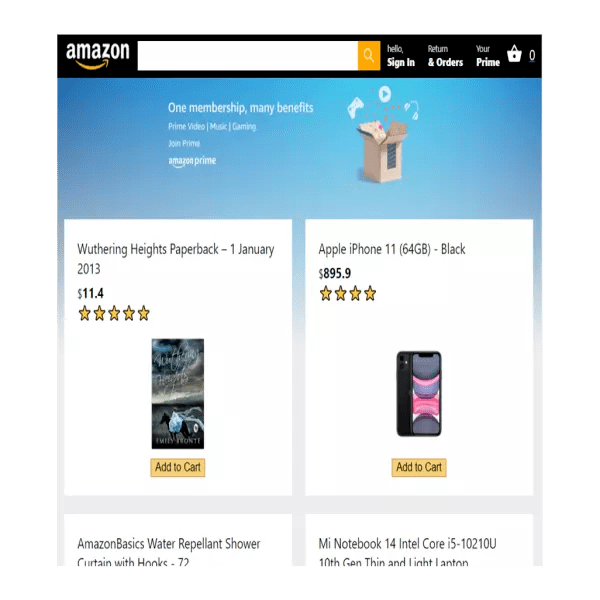 amazon
hello,
Sign In
Return
& Orders
Your
Prime
0
One membership, many benefits
Prime Video | Music | Gaming
Join Prime
amazon prime
Wuthering Heights Paperback – 1 January
2013
$11.4
Wuthering
Heights
EMILY BRONTE
Add to Cart
Apple iPhone 11 (64GB) - Black
$895.9
Add to Cart
AmazonBasics Water Repellant Shower
Curtain with Hooks - 72
Mi Notebook 14 Intel Core i5-10210U
10th Gen Thin and Light Laptop